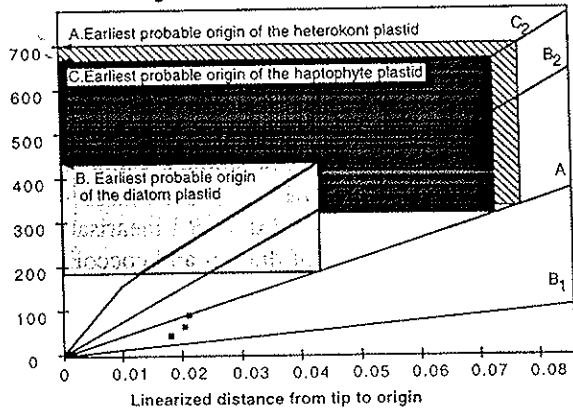 A.Earliest probable origin of the heterokont plastid
C.Earliest probable origin of the haptophyte plastid
B. Earliest probable origin
of the diatom plastid
C2
B2
A
B1
700
600
500
400
300
200
100
0
0 0.01 0.02 0.03 0.04 0.05 0.06 0.07 0.08
Linearized distance from tip to origin